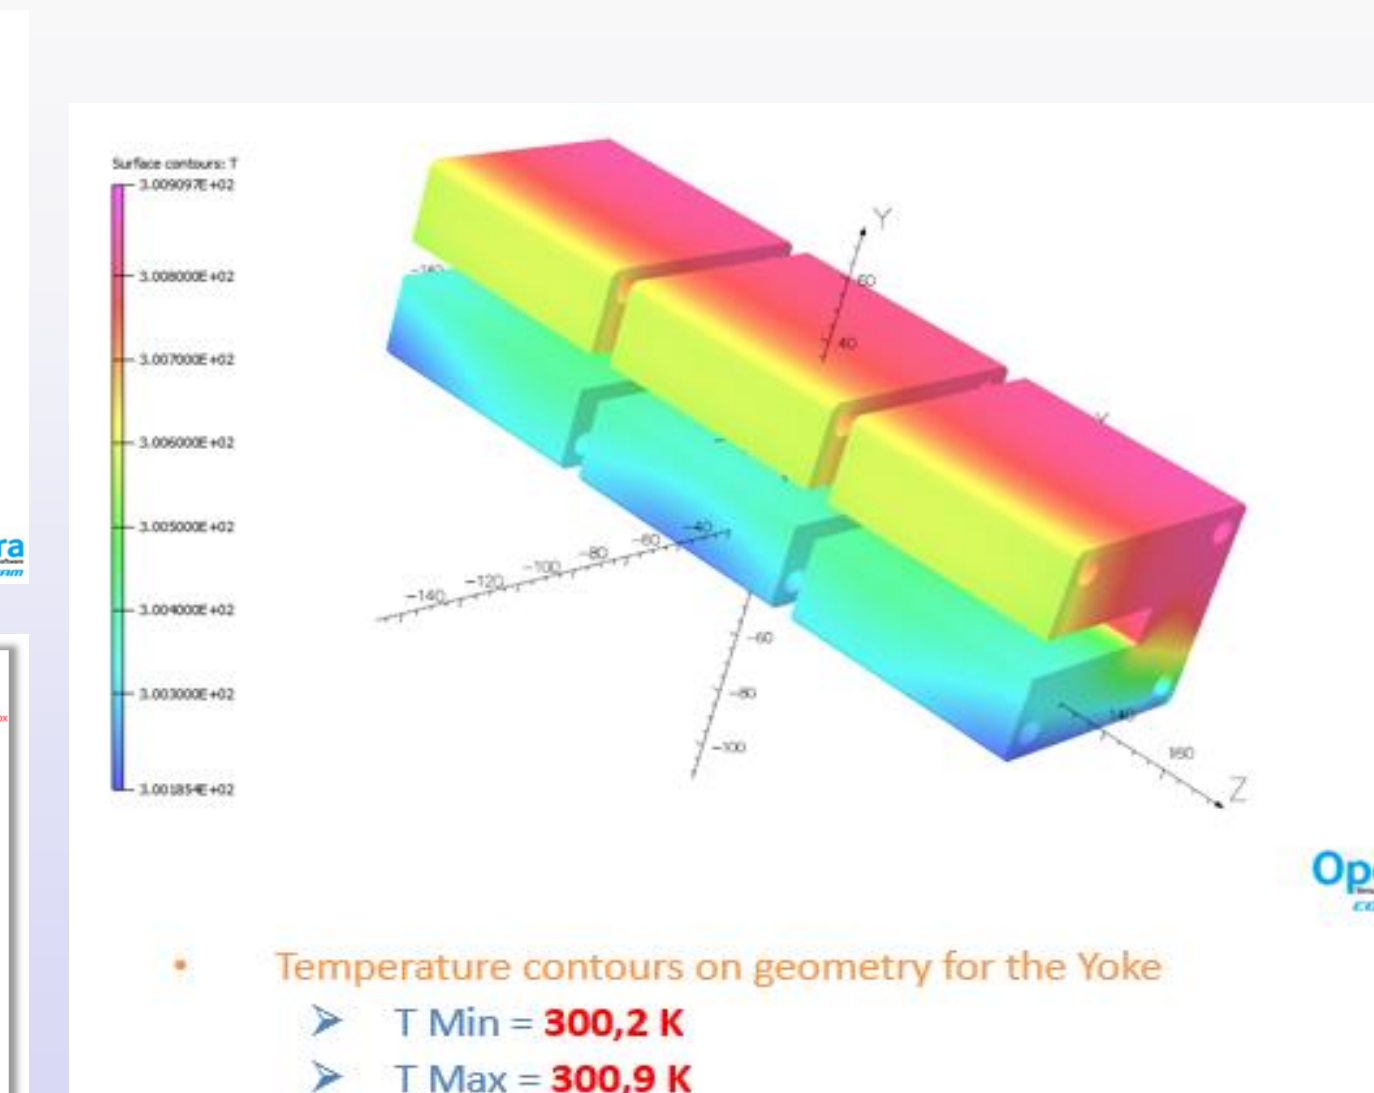 Surface contours: T
3.009097E+02
3.008000E+02
3.007000E+02
3.006000E+02
3.005000E+02
3.004000E+02
3.003000E+02
3.001854E+02
Y
60
40
-140
-120
-100
-80
-60
-40
-60
-80
-100
140
160
Z
ra
Ope
• Temperature contours on geometry for the Yoke
➢ T Min = 300,2 K
➢ T Max = 300,9 K